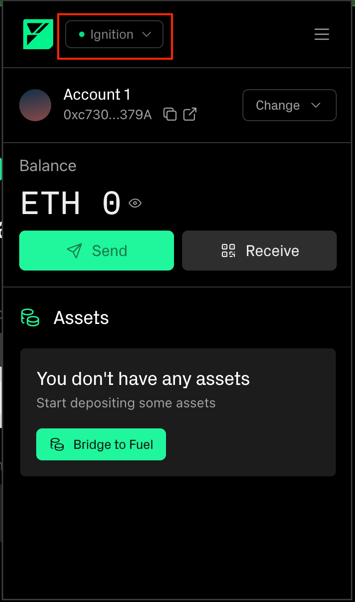 Ignition
Account 1
0xc730...379A
Change
Balance
ETH 0
Send
Receive
Assets
You don't have any assets
Start depositing some assets
Bridge to Fuel